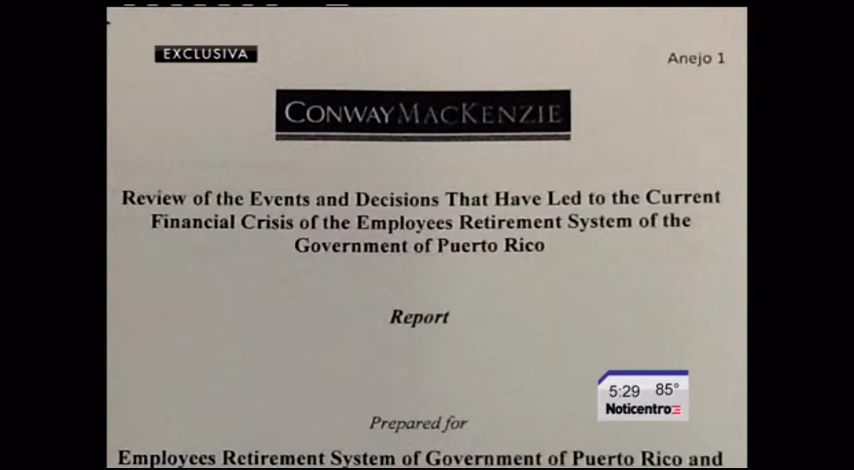 EXCLUSIVA
Anejo 1
CONWAY MACKENZIE
Review of the Events and Decisions That Have Led to the Current
Financial Crisis of the Employees Retirement System of the
Government of Puerto Rico
Report
Prepared for
Employees Retirement System of Government of Puerto Rico and
5:29 85°
Noticentro